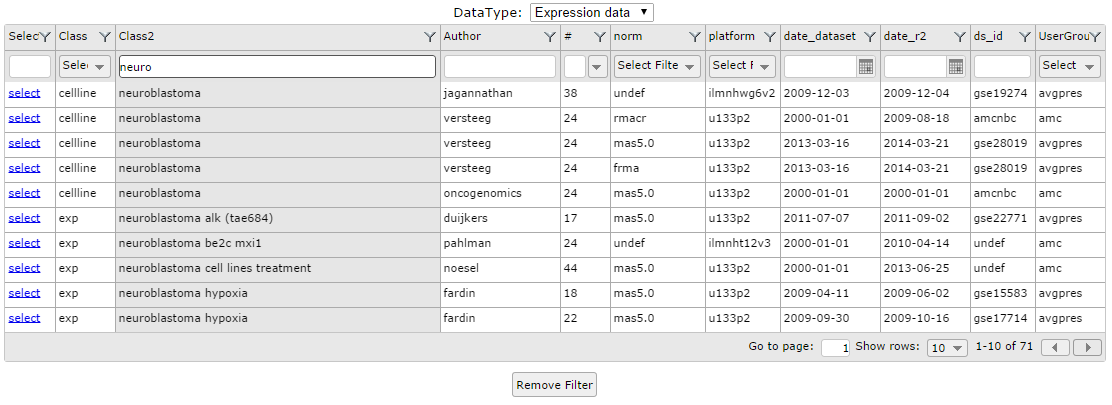 DataType: Expression data
Selec Class Class2 Author # norm platform date_dataset date_r2 ds_id UserGrou
Sele neuro Select Filte Select F Select
select cellline neuroblastoma jagannathan 38 undef ilmnhwg6v2 2009-12-03 2009-12-04 gse19274 avgpres
select cellline neuroblastoma versteeg 24 rmacr u133p2 2000-01-01 2009-08-18 amcnbc amc
select cellline neuroblastoma versteeg 24 mas5.0 u133p2 2013-03-16 2014-03-21 gse28019 avgpres
select cellline neuroblastoma versteeg 24 frma u133p2 2013-03-16 2014-03-21 gse28019 avgpres
select cellline neuroblastoma oncogenomics 24 mas5.0 u133p2 2000-01-01 2000-01-01 amcnbc amc
select exp neuroblastoma alk (tae684) duijkers 17 mas5.0 u133p2 2011-07-07 2011-09-02 gse22771 avgpres
select exp neuroblastoma be2c mxi1 pahlman 24 undef ilmnht12v3 2000-01-01 2010-04-14 undef amc
select exp neuroblastoma cell lines treatment noesel 44 mas5.0 u133p2 2000-01-01 2013-06-25 undef amc
select exp neuroblastoma hypoxia fardin 18 mas5.0 u133p2 2009-04-11 2009-06-02 gse15583 avgpres
select exp neuroblastoma hypoxia fardin 22 mas5.0 u133p2 2009-09-30 2009-10-16 gse17714 avgpres
Go to page: 1 Show rows: 10 1-10 of 71
Remove Filter